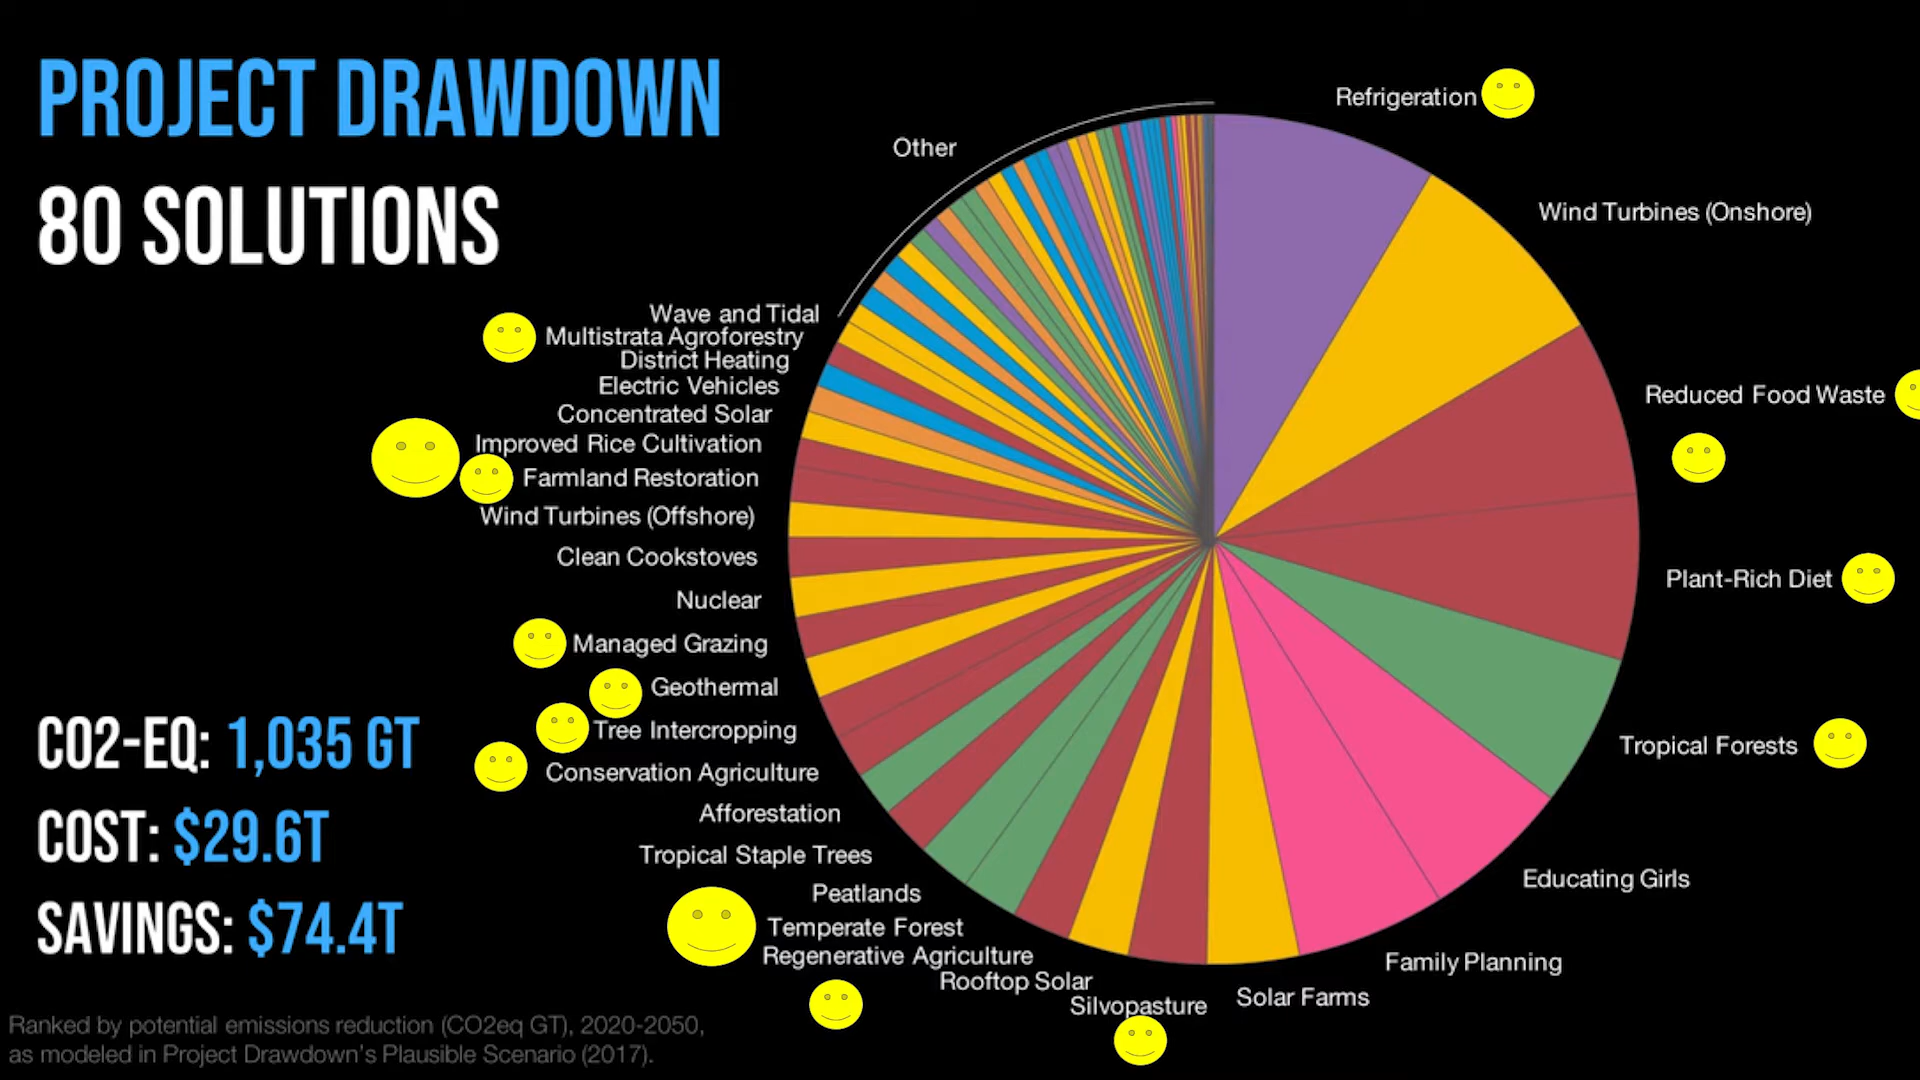 PROJECT DRAWDOWN
80 SOLUTIONS
Refrigeration
Wind Turbines (Onshore)
Reduced Food Waste
Plant-Rich Diet
Tropical Forests
Educating Girls
Family Planning
Solar Farms
Silvopasture
Rooftop Solar
Regenerative Agriculture
Temperate Forest
Peatlands
Tropical Staple Trees
Afforestation
Conservation Agriculture
Tree Intercropping
Geothermal
Managed Grazing
Nuclear
Clean Cookstoves
Wind Turbines (Offshore)
Farmland Restoration
Improved Rice Cultivation
Concentrated Solar
Electric Vehicles
District Heating
Multistrata Agroforestry
Wave and Tidal
Other
CO2-EQ: 1,035 GT
COST: $29.6T
SAVINGS: $74.4T
Ranked by potential emissions reduction (CO2eq GT), 2020-2050,
as modeled in Project Drawdown's Plausible Scenario (2017).